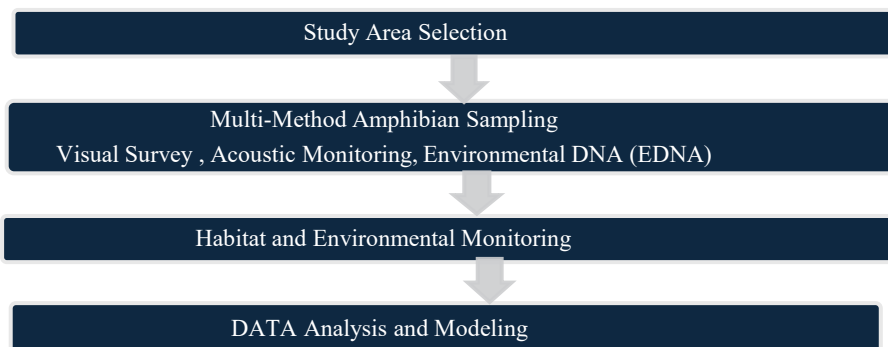 Study Area Selection
Multi-Method Amphibian Sampling
Visual Survey , Acoustic Monitoring, Environmental DNA (EDNA)
Habitat and Environmental Monitoring
DATA Analysis and Modeling